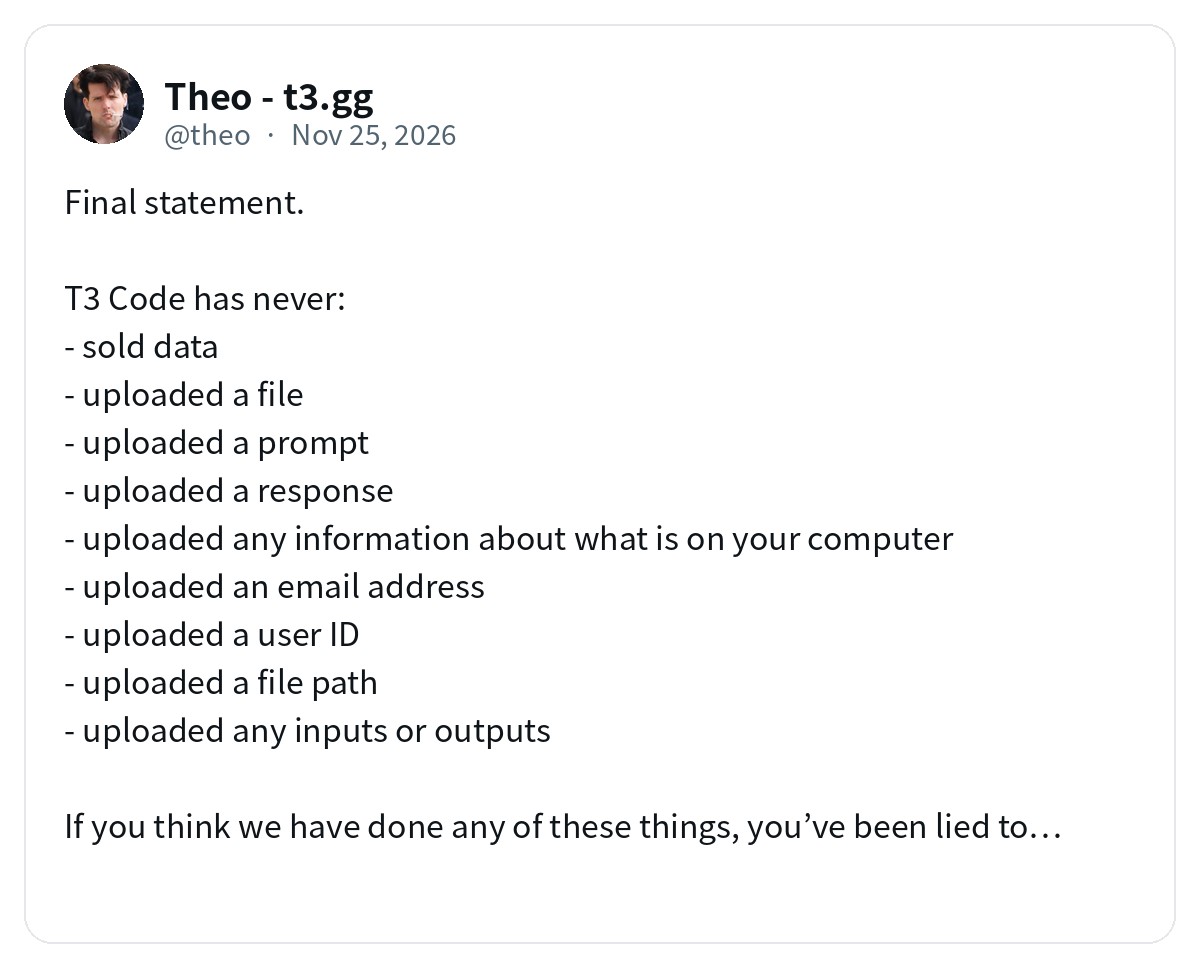 Theo - t3.gg
@theo · Nov 25, 2026
Final statement.
T3 Code has never:
- sold data
- uploaded a file
- uploaded a prompt
- uploaded a response
- uploaded any information about what is on your computer
- uploaded an email address
- uploaded a user ID
- uploaded a file path
- uploaded any inputs or outputs
If you think we have done any of these things, you’ve been lied to…